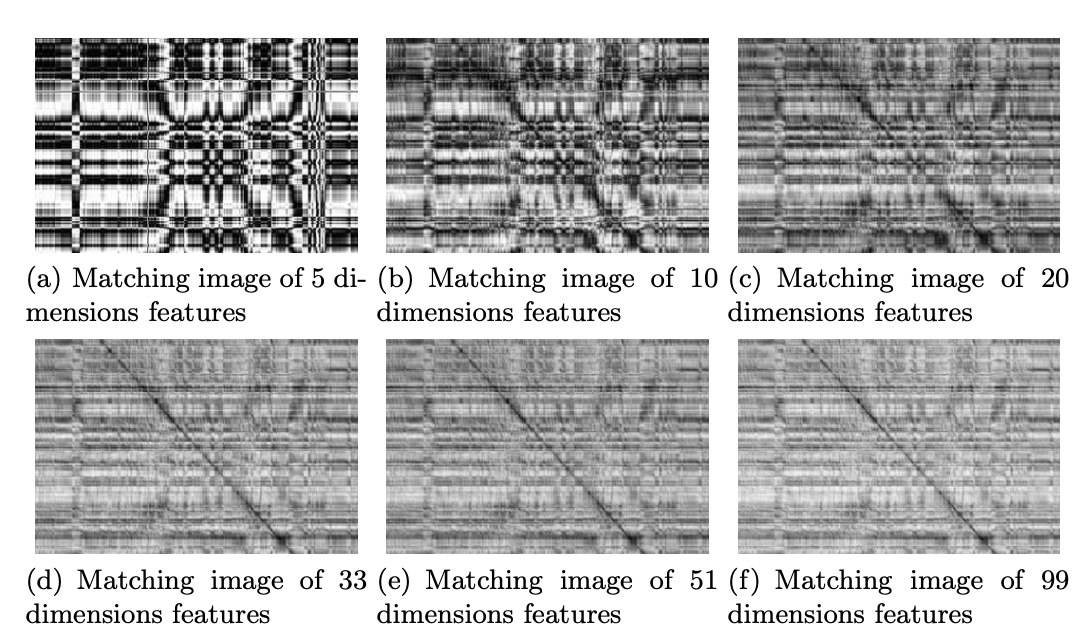 (a) Matching image of 5 di-
mensions features
(b) Matching image of 10
dimensions features
(c) Matching image of 20
dimensions features
(d) Matching image of 33
dimensions features
(e) Matching image of 51
dimensions features
(f) Matching image of 99
dimensions features